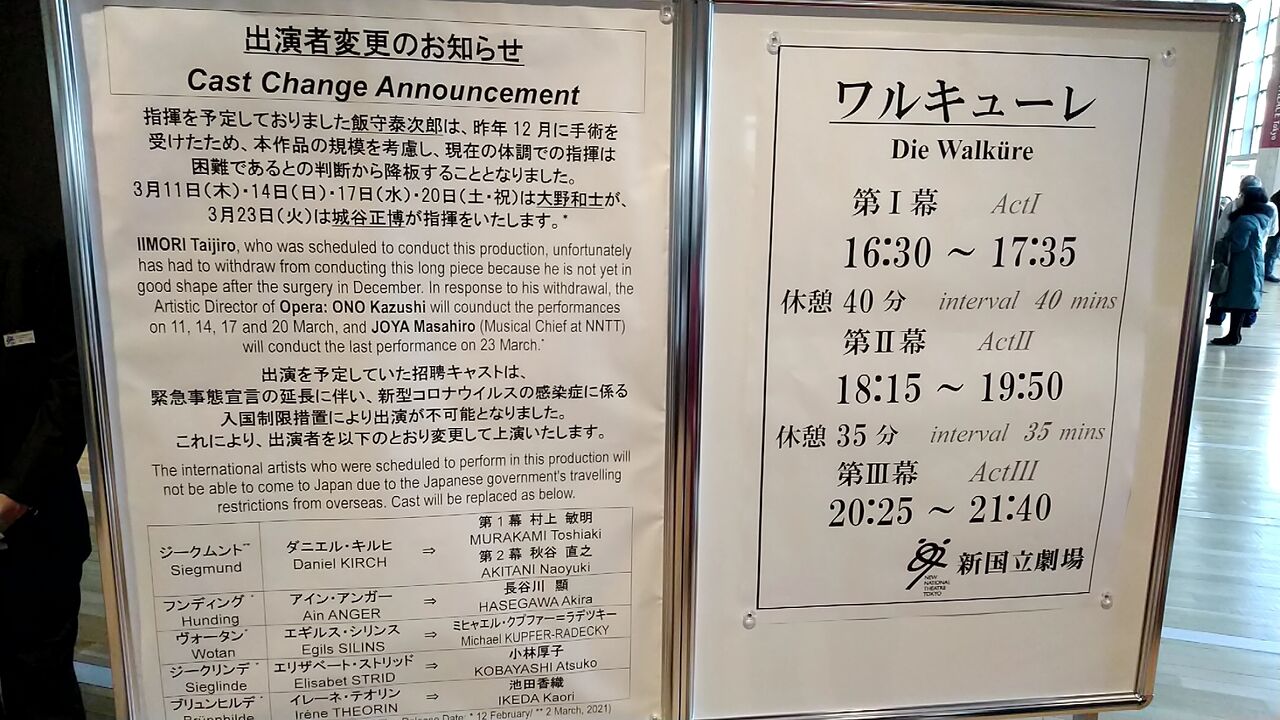 出演者変更のお知らせ
Cast Change Announcement
指揮を予定しておりました飯守泰次郎は、昨年12月に手術を
受けたため、本作品の規模を考慮し、現在の体調での指揮は
困難であるとの判断から降板することとなりました。
3月11日(木)・14日(日)・17日(水)・20日(土・祝)は大野和士が、
3月23日(火)は城谷正博が指揮をいたします。*
IIMORI Taijiro, who was scheduled to conduct this production, unfortunately
has had to withdraw from conducting this long piece because he is not yet in
good shape after the surgery in December. In response to his withdrawal, the
Artistic Director of Opera: ONO Kazushi will counduct the performances
on 11, 14, 17 and 20 March, and JOYA Masahiro (Musical Chief at NNTT)
will conduct the last performance on 23 March.*
出演を予定していた招聘キャストは、
緊急事態宣言の延長に伴い、新型コロナウイルスの感染症に係る
入国制限措置により出演が不可能となりました。
これにより、出演者を以下のとおり変更して上演いたします。
The international artists who were scheduled to perform in this production will
not be able to come to Japan due to the Japanese government's travelling
restrictions from overseas. Cast will be replaced as below.
ジークムント** ダニエル・キルヒ ⇒ 第1幕 村上 敏明
Siegmund Daniel KIRCH MURAKAMI Toshiaki
第2幕 秋谷 直之
AKITANI Naoyuki
フンディング* アイン・アンガー ⇒ 長谷川 顯
Hunding Ain ANGER HASEGAWA Akira
ヴォータン* エギルス・シリンス ⇒ ミヒャエル・クプファー=ラデツキー
Wotan Egils SILINS Michael KUPFER-RADECKY
ジークリンデ* エリザベート・ストリッド ⇒ 小林厚子
Sieglinde Elisabet STRID KOBAYASHI Atsuko
ブリュンヒルデ* イレーネ・テオリン ⇒ 池田香織
Brünnhilde Irène THEORIN IKEDA Kaori
Release Date: * 12 February/ ** 2 March, 2021)
ワルキューレ
Die Walküre
第Ⅰ幕 ActI
16:30 ~ 17:35
休憩 40分 interval 40 mins
第Ⅱ幕 ActII
18:15 ~ 19:50
休憩 35分 interval 35 mins
第Ⅲ幕 ActIII
20:25 ~ 21:40
NEW
NATIONAL
THEATRE
TOKYO
新国立劇場